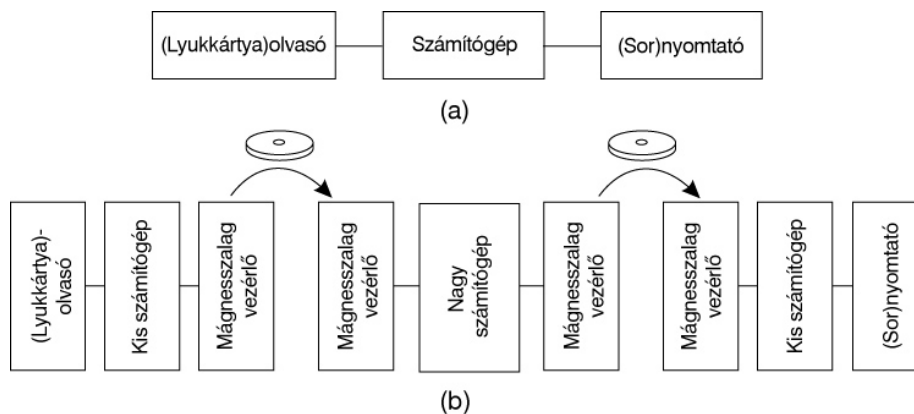 (Lyukkártya)olvasó
Számítógép
(Sor)nyomtató
(a)
(Lyukkártya)-
olvasó
Kis számítógép
Mágnesszalag
vezérlő
Mágnesszalag
vezérlő
Nagy
számítógép
Mágnesszalag
vezérlő
Mágnesszalag
vezérlő
Kis számítógép
(Sor)nyomtató
(b)